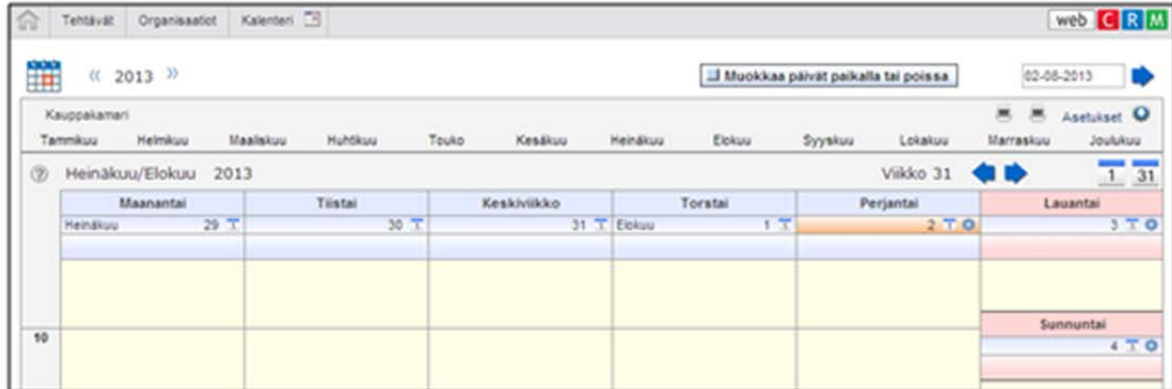 Tehtävät Organisaatiot Kalenteri web C R M
« 2013 » Muokkaa päivät paikalla tai poissa 02-08-2013
Kauppakamari Asetukset
Tammikuu Helmikuu Maaliskuu Huhtikuu Touko Kesäkuu Heinäkuu Elokuu Syyskuu Lokakuu Marraskuu Joulukuu
? Heinäkuu/Elokuu 2013 Viikko 31 1 31
Maanantai Tiistai Keskiviikko Torstai Perjantai Lauantai
Heinäkuu 29 30 31 Elokuu 1 2 3
Sunnuntai
10 4